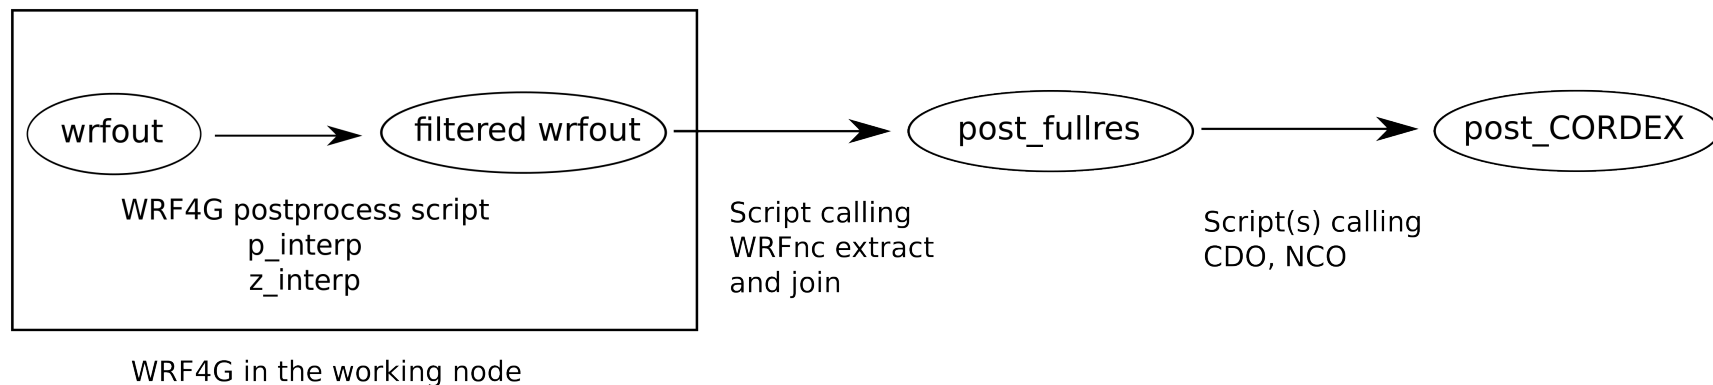 wrfout
filtered wrfout
post_fullres
post_CORDEX
WRF4G postprocess script
p_interp
z_interp
Script calling
WRFnc extract
and join
Script(s) calling
CDO, NCO
WRF4G in the working node